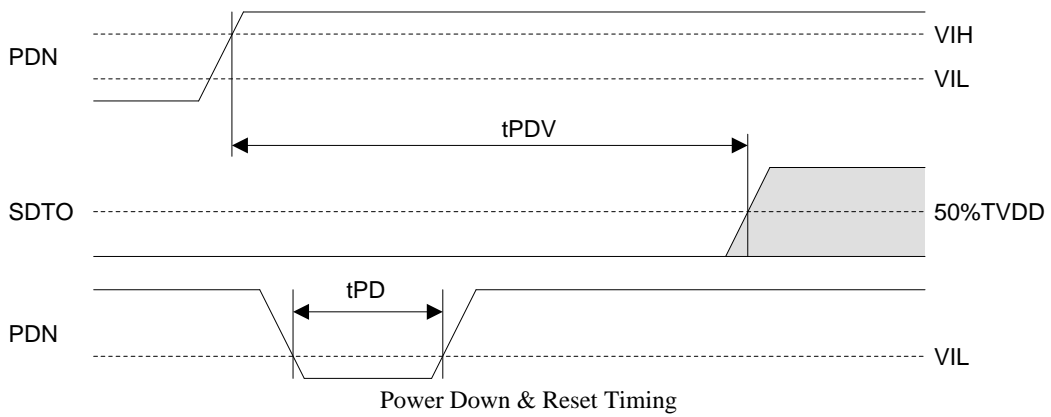 PDN
VIH
VIL
tPDV
SDTO
50%TVDD
tPD
PDN
VIL
Power Down & Reset Timing